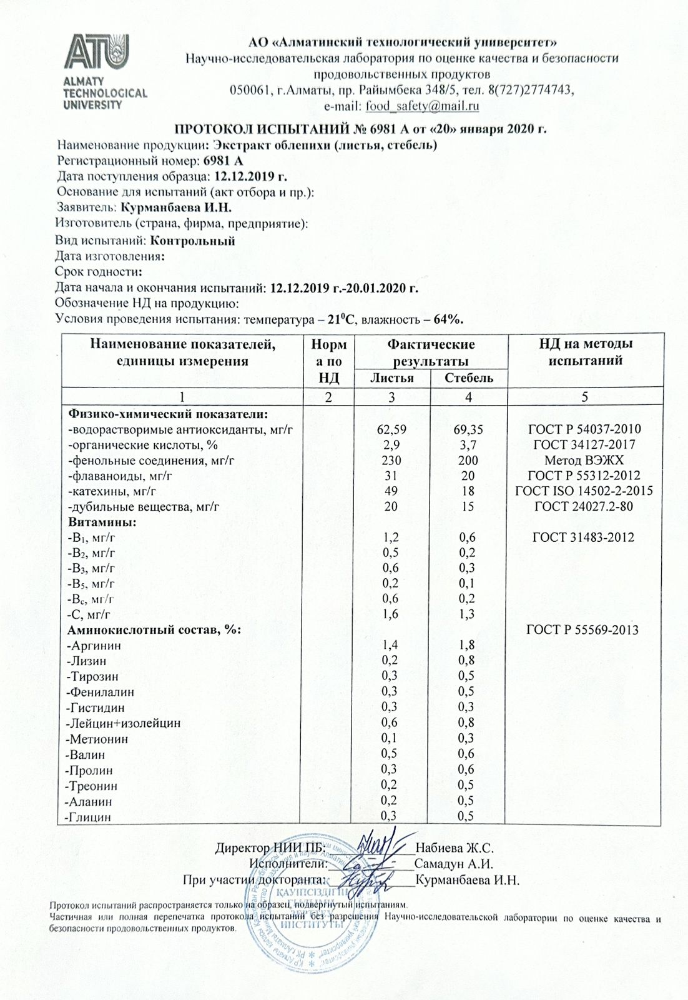 ATU
ALMATY
TECHNOLOGICAL
UNIVERSITY
АО «Алматинский технологический университет»
Научно-исследовательская лаборатория по оценке качества и безопасности
продовольственных продуктов
050061, г.Алматы, пр. Райымбека 348/5, тел. 8(727)2774743,
e-mail: food_safety@mail.ru
ПРОТОКОЛ ИСПЫТАНИЙ № 6981 А от «20» января 2020 г.
Наименование продукции: Экстракт облепихи (листья, стебель)
Регистрационный номер: 6981 А
Дата поступления образца: 12.12.2019 г.
Основание для испытаний (акт отбора и пр.):
Заявитель: Курманбаева И.Н.
Изготовитель (страна, фирма, предприятие):
Вид испытаний: Контрольный
Дата изготовления:
Срок годности:
Дата начала и окончания испытаний: 12.12.2019 г.-20.01.2020 г.
Обозначение НД на продукцию:
Условия проведения испытания: температура – 21⁰С, влажность – 64%.
Наименование показателей, Норм Фактические НД на методы
единицы измерения а по результаты испытаний
НД Листья Стебель
1 2 3 4 5
Физико-химический показатели:
-водорастворимые антиоксиданты, мг/г 62,59 69,35 ГОСТ Р 54037-2010
-органические кислоты, % 2,9 3,7 ГОСТ 34127-2017
-фенольные соединения, мг/г 230 200 Метод ВЭЖХ
-флаваноиды, мг/г 31 20 ГОСТ Р 55312-2012
-катехины, мг/г 49 18 ГОСТ ISO 14502-2-2015
-дубильные вещества, мг/г 20 15 ГОСТ 24027.2-80
Витамины:
-В₁, мг/г 1,2 0,6 ГОСТ 31483-2012
-В₂, мг/г 0,5 0,2
-В₃, мг/г 0,6 0,3
-В₅, мг/г 0,2 0,1
-Вс, мг/г 0,6 0,2
-С, мг/г 1,6 1,3
Аминокислотный состав, %: ГОСТ Р 55569-2013
-Аргинин 1,4 1,8
-Лизин 0,2 0,8
-Тирозин 0,3 0,5
-Фенилалин 0,3 0,5
-Гистидин 0,3 0,3
-Лейцин+изолейцин 0,6 0,8
-Метионин 0,1 0,3
-Валин 0,5 0,6
-Пролин 0,3 0,6
-Треонин 0,2 0,5
-Аланин 0,2 0,5
-Глицин 0,3 0,5
Директор НИИ ПБ: Набиева Ж.С.
Исполнители: Самадун А.И.
При участии докторанта: Курманбаева И.Н.
ҚАУІПСІЗДІГІ
ҒЫЛЫМИ
ЗЕРТТЕУ
ИНСТИТУТЫ
Протокол испытаний распространяется только на образец, подвергнутый испытаниям.
Частичная или полная перепечатка протокола испытаний без разрешения Научно-исследовательской лаборатории по оценке качества и
безопасности продовольственных продуктов.